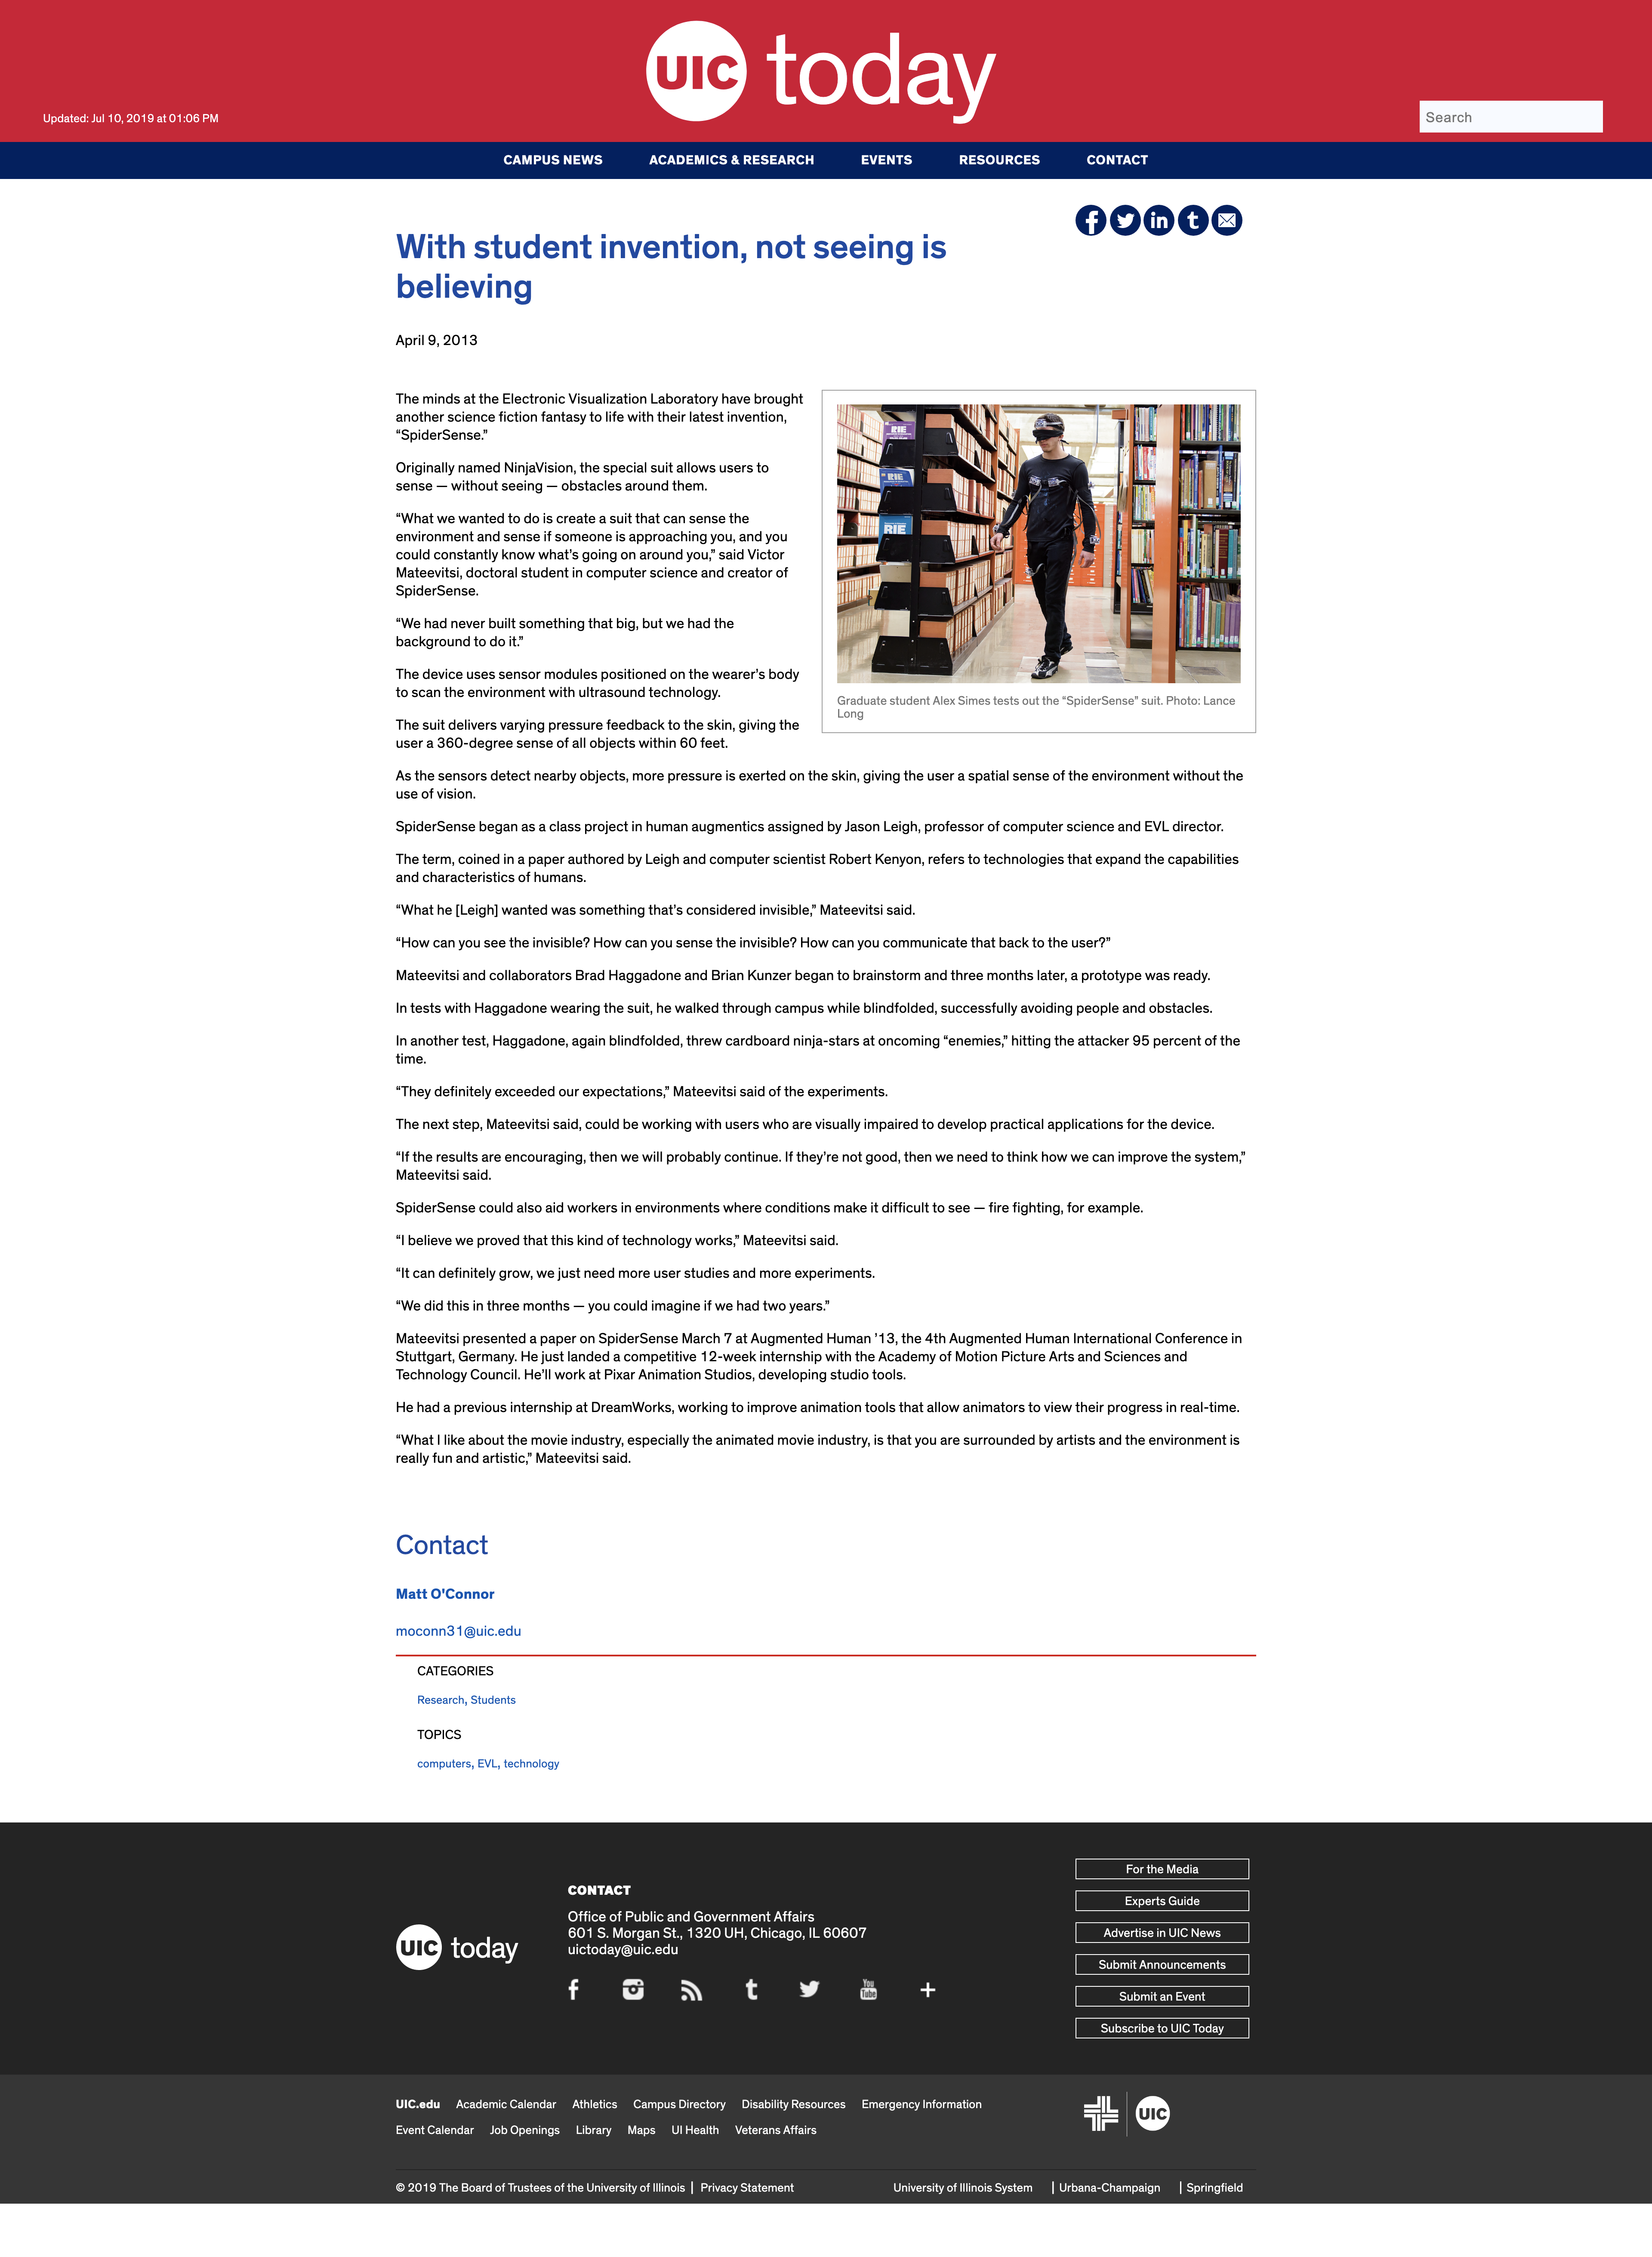 UIC today
Updated: Jul 10, 2019 at 01:06 PM
Search
CAMPUS NEWS ACADEMICS & RESEARCH EVENTS RESOURCES CONTACT
With student invention, not seeing is
believing
April 9, 2013
The minds at the Electronic Visualization Laboratory have brought
another science fiction fantasy to life with their latest invention,
“SpiderSense.”
Originally named NinjaVision, the special suit allows users to
sense — without seeing — obstacles around them.
“What we wanted to do is create a suit that can sense the
environment and sense if someone is approaching you, and you
could constantly know what’s going on around you,” said Victor
Mateevitsi, doctoral student in computer science and creator of
SpiderSense.
“We had never built something that big, but we had the
background to do it.”
The device uses sensor modules positioned on the wearer’s body
to scan the environment with ultrasound technology.
The suit delivers varying pressure feedback to the skin, giving the
user a 360-degree sense of all objects within 60 feet.
RIE
RIE
RIE
Graduate student Alex Simes tests out the “SpiderSense” suit. Photo: Lance
Long
As the sensors detect nearby objects, more pressure is exerted on the skin, giving the user a spatial sense of the environment without the
use of vision.
SpiderSense began as a class project in human augmentics assigned by Jason Leigh, professor of computer science and EVL director.
The term, coined in a paper authored by Leigh and computer scientist Robert Kenyon, refers to technologies that expand the capabilities
and characteristics of humans.
“What he [Leigh] wanted was something that’s considered invisible,” Mateevitsi said.
“How can you see the invisible? How can you sense the invisible? How can you communicate that back to the user?”
Mateevitsi and collaborators Brad Haggadone and Brian Kunzer began to brainstorm and three months later, a prototype was ready.
In tests with Haggadone wearing the suit, he walked through campus while blindfolded, successfully avoiding people and obstacles.
In another test, Haggadone, again blindfolded, threw cardboard ninja-stars at oncoming “enemies,” hitting the attacker 95 percent of the
time.
“They definitely exceeded our expectations,” Mateevitsi said of the experiments.
The next step, Mateevitsi said, could be working with users who are visually impaired to develop practical applications for the device.
“If the results are encouraging, then we will probably continue. If they’re not good, then we need to think how we can improve the system,”
Mateevitsi said.
SpiderSense could also aid workers in environments where conditions make it difficult to see — fire fighting, for example.
“I believe we proved that this kind of technology works,” Mateevitsi said.
“It can definitely grow, we just need more user studies and more experiments.
“We did this in three months — you could imagine if we had two years.”
Mateevitsi presented a paper on SpiderSense March 7 at Augmented Human ’13, the 4th Augmented Human International Conference in
Stuttgart, Germany. He just landed a competitive 12-week internship with the Academy of Motion Picture Arts and Sciences and
Technology Council. He’ll work at Pixar Animation Studios, developing studio tools.
He had a previous internship at DreamWorks, working to improve animation tools that allow animators to view their progress in real-time.
“What I like about the movie industry, especially the animated movie industry, is that you are surrounded by artists and the environment is
really fun and artistic,” Mateevitsi said.
Contact
Matt O'Connor
moconn31@uic.edu
CATEGORIES
Research, Students
TOPICS
computers, EVL, technology
UIC today
CONTACT
Office of Public and Government Affairs
601 S. Morgan St., 1320 UH, Chicago, IL 60607
uictoday@uic.edu
You Tube
For the Media
Experts Guide
Advertise in UIC News
Submit Announcements
Submit an Event
Subscribe to UIC Today
UIC.edu Academic Calendar Athletics Campus Directory Disability Resources Emergency Information
Event Calendar Job Openings Library Maps UI Health Veterans Affairs
UIC
© 2019 The Board of Trustees of the University of Illinois | Privacy Statement
University of Illinois System | Urbana-Champaign | Springfield